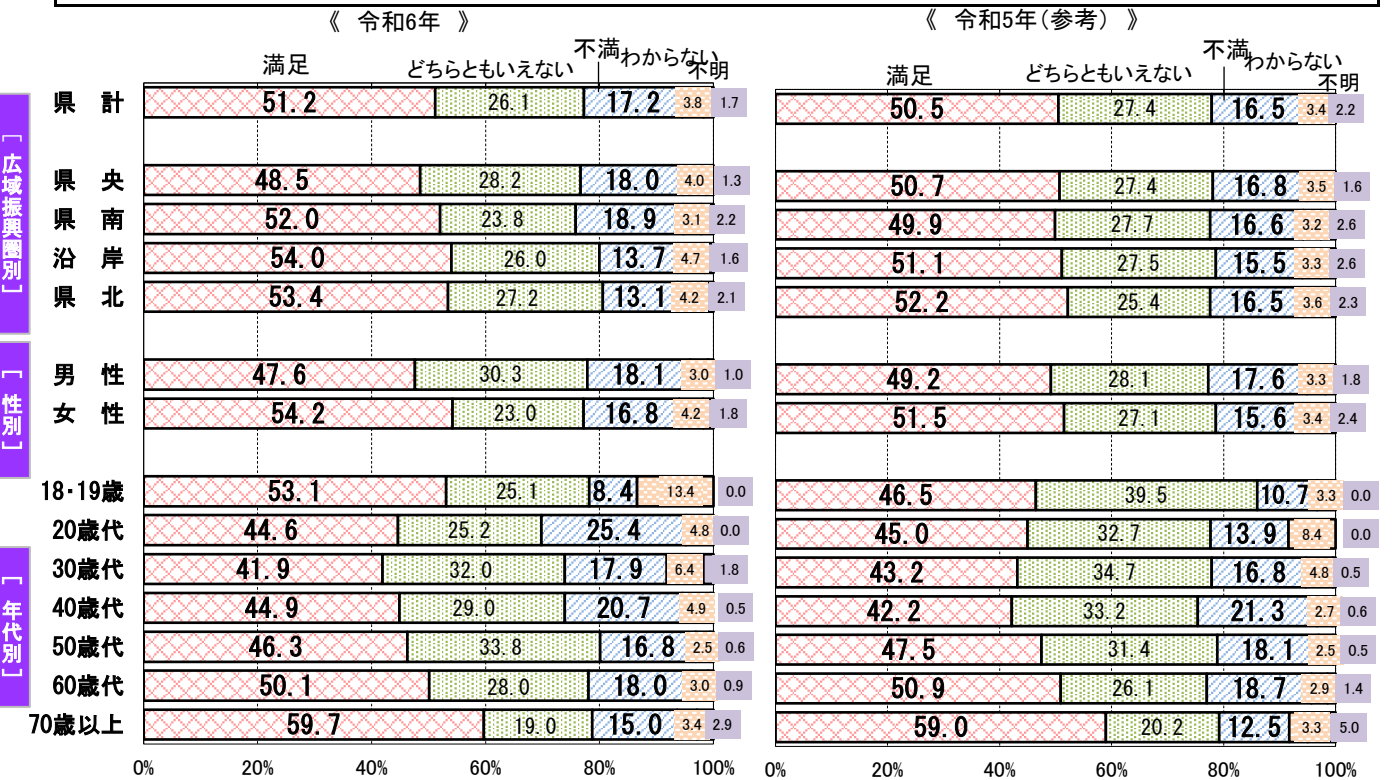 《 令和6年 》
《 令和5年(参考) 》
満足 どちらともいえない 不満 わからない 不明
満足 どちらともいえない 不満 わからない 不明
[ 広域振興圏別 ]
県 計 51.2 26.1 17.2 3.8 1.7 50.5 27.4 16.5 3.4 2.2
県 央 48.5 28.2 18.0 4.0 1.3 50.7 27.4 16.8 3.5 1.6
県 南 52.0 23.8 18.9 3.1 2.2 49.9 27.7 16.6 3.2 2.6
沿 岸 54.0 26.0 13.7 4.7 1.6 51.1 27.5 15.5 3.3 2.6
県 北 53.4 27.2 13.1 4.2 2.1 52.2 25.4 16.5 3.6 2.3
[ 性別 ]
男 性 47.6 30.3 18.1 3.0 1.0 49.2 28.1 17.6 3.3 1.8
女 性 54.2 23.0 16.8 4.2 1.8 51.5 27.1 15.6 3.4 2.4
[ 年代別 ]
18・19歳 53.1 25.1 8.4 13.4 0.0 46.5 39.5 10.7 3.3 0.0
20歳代 44.6 25.2 25.4 4.8 0.0 45.0 32.7 13.9 8.4 0.0
30歳代 41.9 32.0 17.9 6.4 1.8 43.2 34.7 16.8 4.8 0.5
40歳代 44.9 29.0 20.7 4.9 0.5 42.2 33.2 21.3 2.7 0.6
50歳代 46.3 33.8 16.8 2.5 0.6 47.5 31.4 18.1 2.5 0.5
60歳代 50.1 28.0 18.0 3.0 0.9 50.9 26.1 18.7 2.9 1.4
70歳以上 59.7 19.0 15.0 3.4 2.9 59.0 20.2 12.5 3.3 5.0
0% 20% 40% 60% 80% 100% 0% 20% 40% 60% 80% 100%